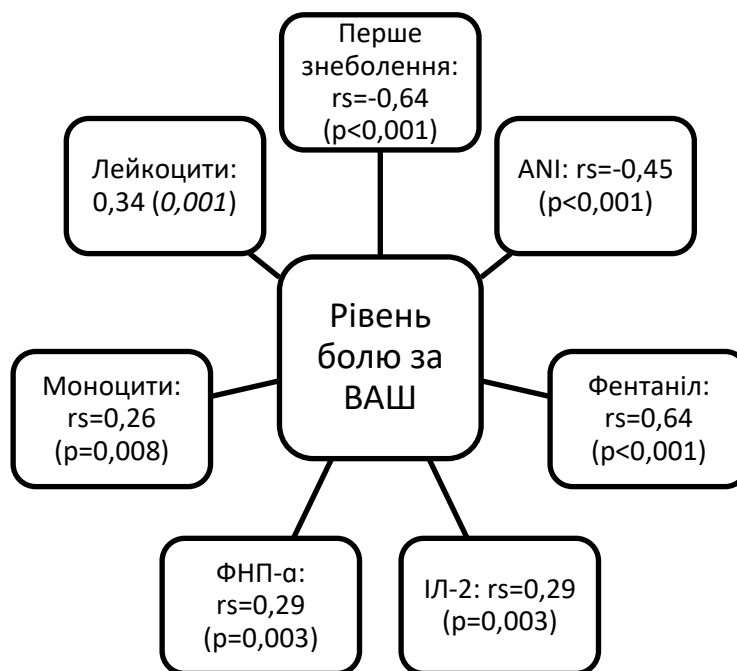 Перше
знеболення:
rs=-0,64
(p<0,001)
Лейкоцити:
0,34 (0,001)
ANI: rs=-0,45
(p<0,001)
Рівень
болю за
ВАШ
Моноцити:
rs=0,26
(p=0,008)
Фентаніл:
rs=0,64
(p<0,001)
ФНП-α:
rs=0,29
(p=0,003)
ІЛ-2: rs=0,29
(p=0,003)